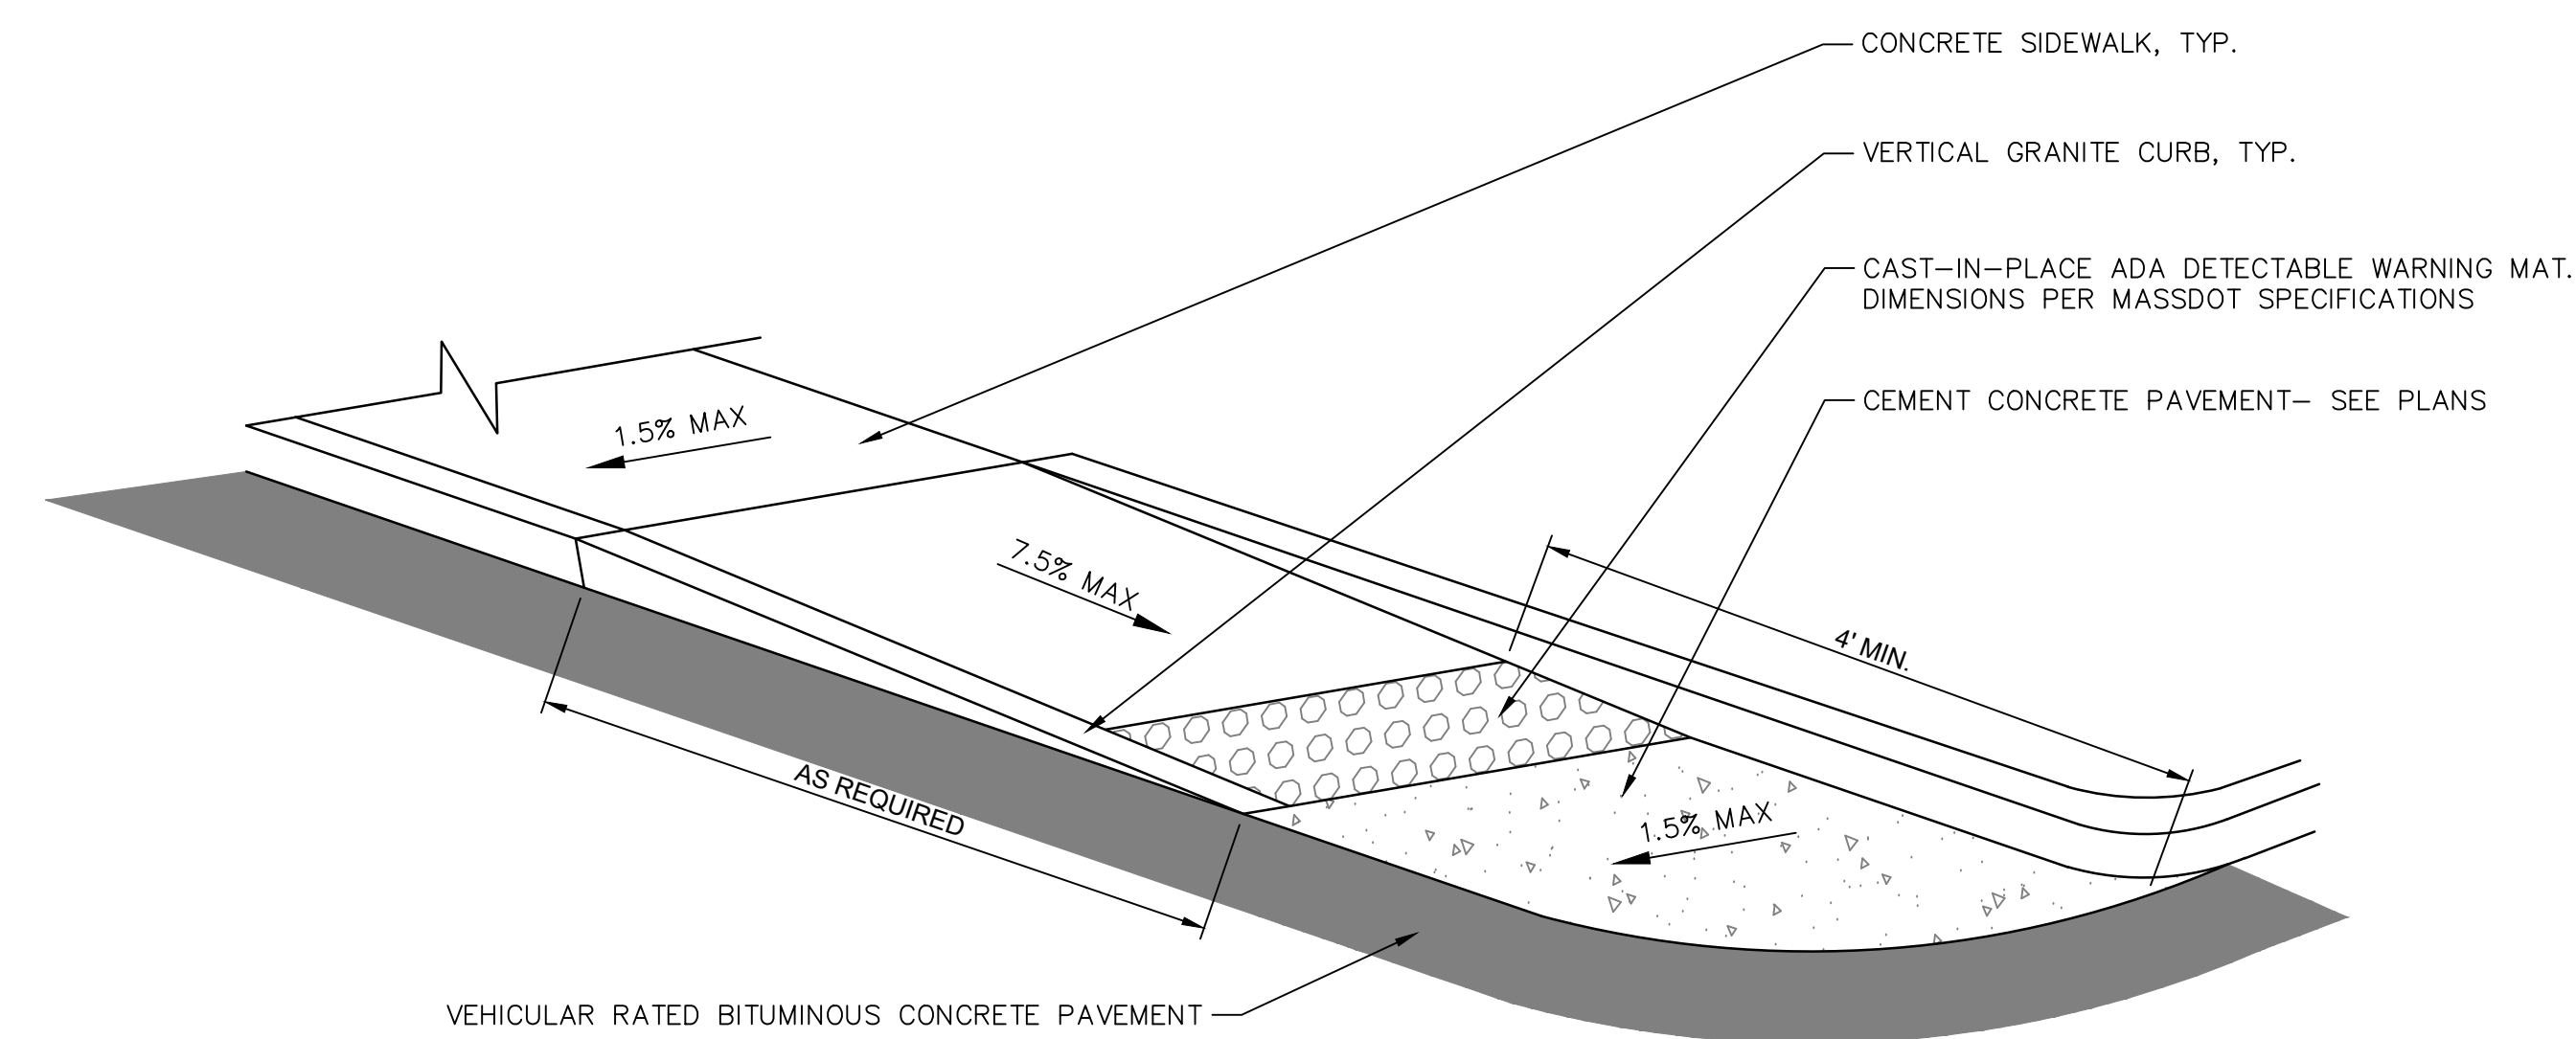 CONCRETE SIDEWALK, TYP.
VERTICAL GRANITE CURB, TYP.
CAST-IN-PLACE ADA DETECTABLE WARNING MAT.
DIMENSIONS PER MASSDOT SPECIFICATIONS
CEMENT CONCRETE PAVEMENT- SEE PLANS
1.5% MAX
7.5% MAX
4' MIN.
AS REQUIRED
1.5% MAX
VEHICULAR RATED BITUMINOUS CONCRETE PAVEMENT